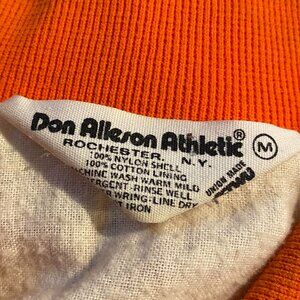 Don Alleson Athletic®
M
ROCHESTER, N.Y.
100% NYLON SHELL
100% COTTON LINING
MACHINE WASH WARM MILD
RINSE WELL
WRING. LINE DRY
IRON
UNION MADE